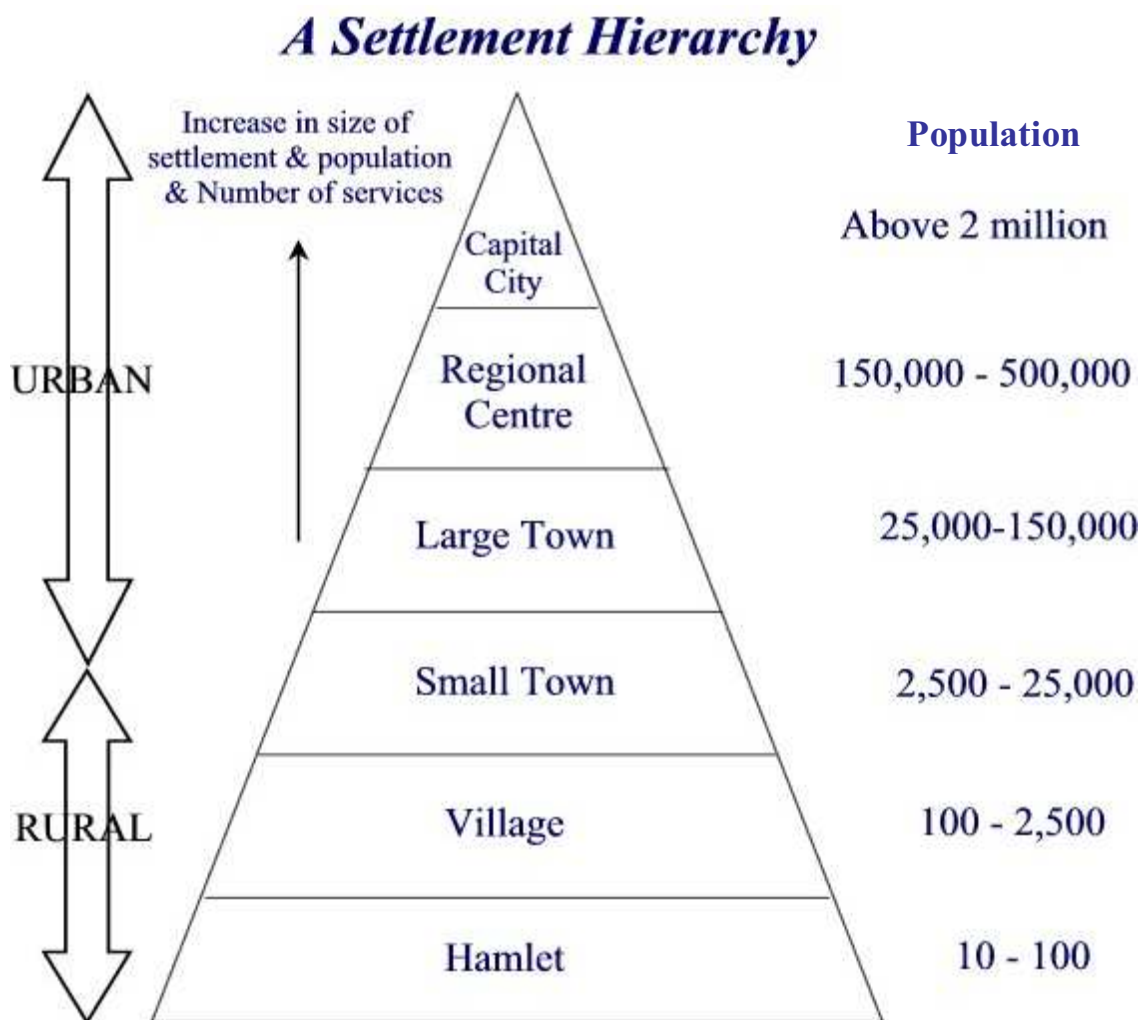 A Settlement Hierarchy
Increase in size of
settlement & population
& Number of services
Population
Above 2 million
Capital
City
URBAN
Regional
Centre
150,000 - 500,000
Large Town
25,000-150,000
Small Town
2,500 - 25,000
RURAL
Village
100 - 2,500
Hamlet
10 - 100